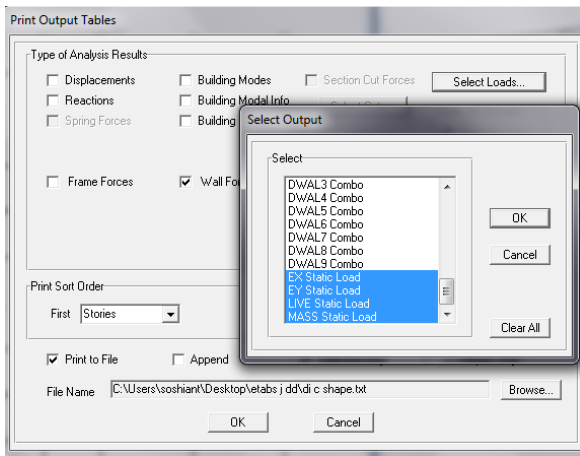 Print Output Tables
Type of Analysis Results
Displacements
Building Modes
Section Cut Forces
Select Loads...
Reactions
Building Modal Info
Spring Forces
Building
Frame Forces
Wall For
Select Output
Select
DWAL3 Combo
DWAL4 Combo
DWAL5 Combo
DWAL6 Combo
DWAL7 Combo
DWAL8 Combo
DWAL9 Combo
EX Static Load
EY Static Load
LIVE Static Load
MASS Static Load
OK
Cancel
Clear All
Print Sort Order
First
Stories
Print to File
Append
File Name
C:\Users\soshiant\Desktop\etabs j dd\di c shape.txt
Browse...
OK
Cancel